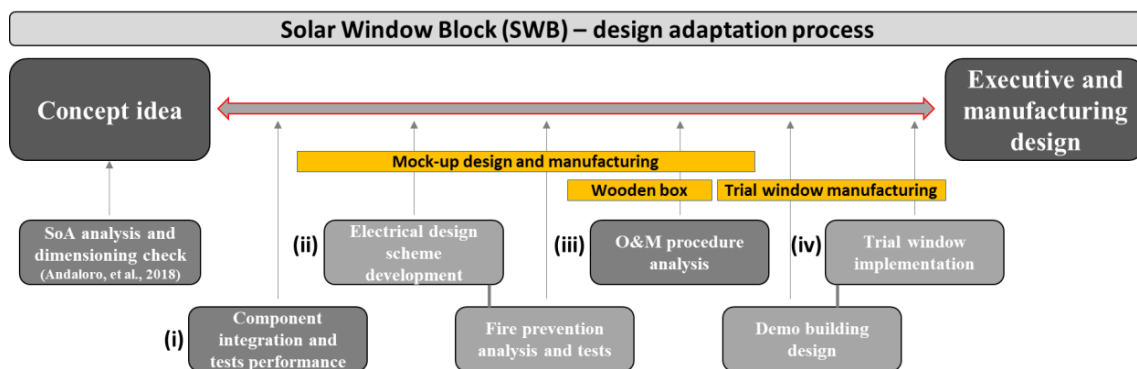 Solar Window Block (SWB) – design adaptation process
Concept idea
Executive and
manufacturing
design
Mock-up design and manufacturing
Wooden box
Trial window manufacturing
SoA analysis and
dimensioning check
(Andaloro, et al., 2018)
(ii)
Electrical design
scheme
development
(iii)
O&M procedure
analysis
(iv)
Trial window
implementation
(i)
Component
integration and
tests performance
Fire prevention
analysis and tests
Demo building
design